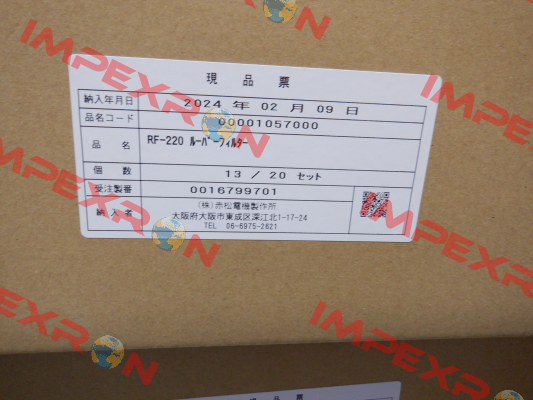 IMPEXRON
IMPEXRON
現 品 票
納入年月日 2024 年 02 月 09 日
品名コード 00001057000
品 名 RF-220 ルーバーフィルター
個 数 13 / 20 セット
受注製番 0016799701
納 入 者 (株)赤松電機製作所
大阪府大阪市東成区深江北1-17-24
TEL 06-6975-2621
IMPEXRON
IMPEXRON
IMPEXRON
現 品 票